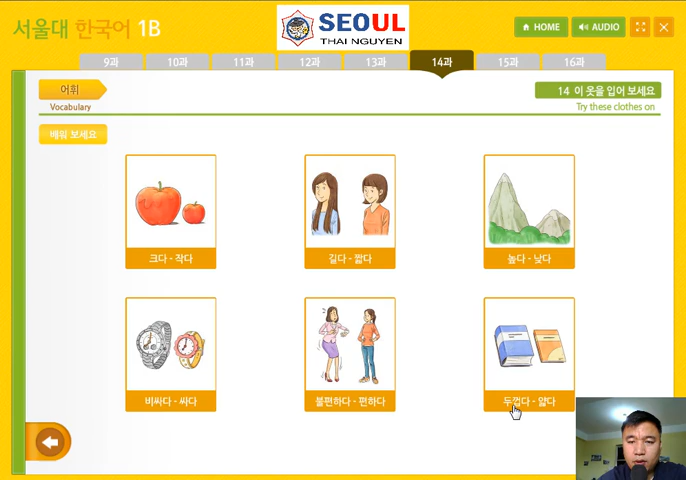 서울대 한국어 1B
SEOUL
THAI NGUYEN
HOME
AUDIO
9과
10과
11과
12과
13과
14과
15과
16과
어휘
Vocabulary
14 이 옷을 입어 보세요
Try these clothes on
배워 보세요
크다 - 작다
길다 - 짧다
높다 - 낮다
비싸다 - 싸다
불편하다 - 편하다
두껍다 - 얇다